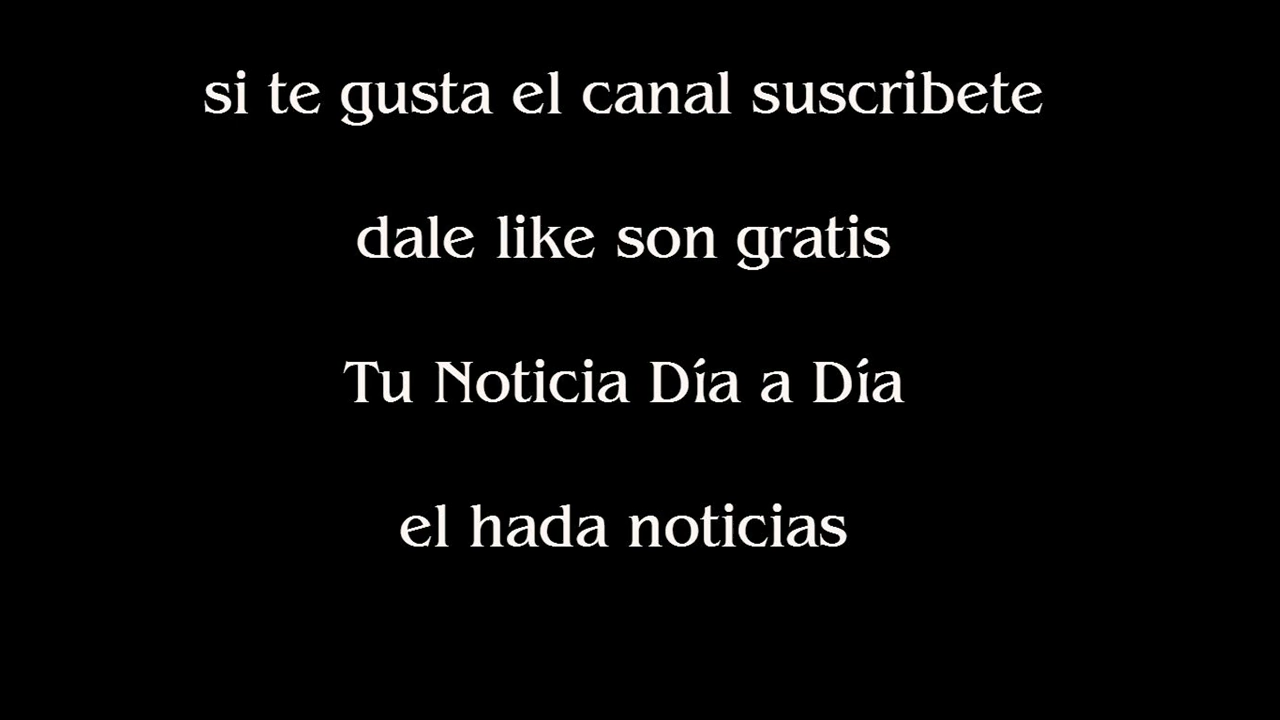 si te gusta el canal suscribete
dale like son gratis
Tu Noticia Día a Día
el hada noticias